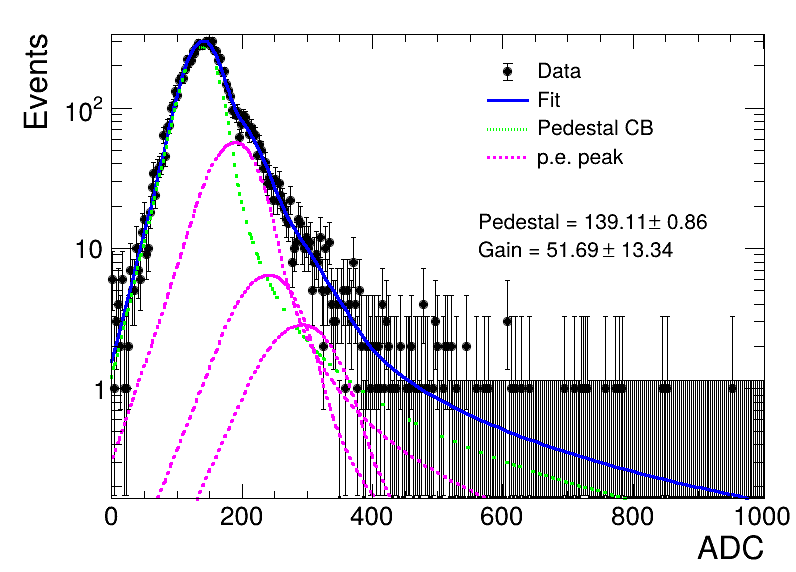 Events
10²
10
1
0
200
400
600
800
1000
ADC
Data
Fit
Pedestal CB
p.e. peak
Pedestal = 139.11± 0.86
Gain = 51.69 ± 13.34